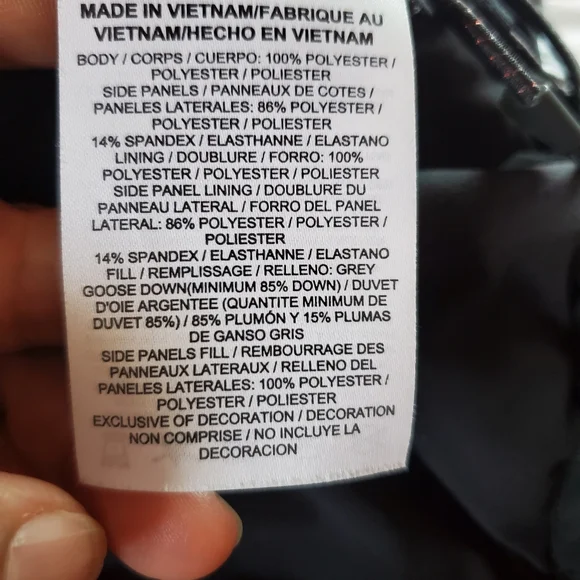 MADE IN VIETNAM/FABRIQUE AU
VIETNAM/HECHO EN VIETNAM
BODY / CORPS / CUERPO: 100% POLYESTER /
POLYESTER / POLIESTER
SIDE PANELS / PANNEAUX DE COTES /
PANELES LATERALES: 86% POLYESTER /
POLYESTER / POLIESTER
14% SPANDEX / ELASTHANNE / ELASTANO
LINING / DOUBLURE / FORRO: 100%
POLYESTER / POLYESTER / POLIESTER
SIDE PANEL LINING / DOUBLURE DU
PANNEAU LATERAL / FORRO DEL PANEL
LATERAL: 86% POLYESTER / POLYESTER /
POLIESTER
14% SPANDEX / ELASTHANNE / ELASTANO
FILL / REMPLISSAGE / RELLENO: GREY
GOOSE DOWN(MINIMUM 85% DOWN) / DUVET
D'OIE ARGENTEE (QUANTITE MINIMUM DE
DUVET 85%) / 85% PLUMÓN Y 15% PLUMAS
DE GANSO GRIS
SIDE PANELS FILL / REMBOURRAGE DES
PANNEAUX LATERAUX / RELLENO DEL
PANELES LATERALES: 100% POLYESTER /
POLYESTER / POLIESTER
EXCLUSIVE OF DECORATION / DECORATION
NON COMPRISE / NO INCLUYE LA
DECORACION